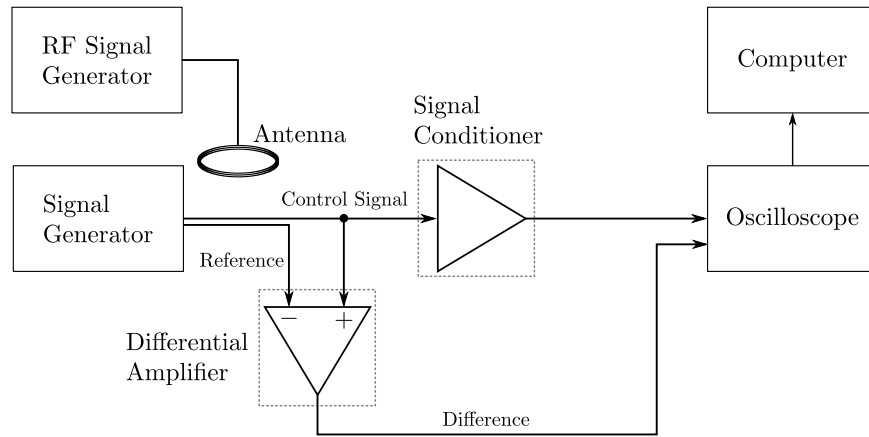 RF Signal
Generator
Computer
Antenna
Signal
Conditioner
Signal
Generator
Control Signal
Oscilloscope
Reference
− +
Differential
Amplifier
Difference